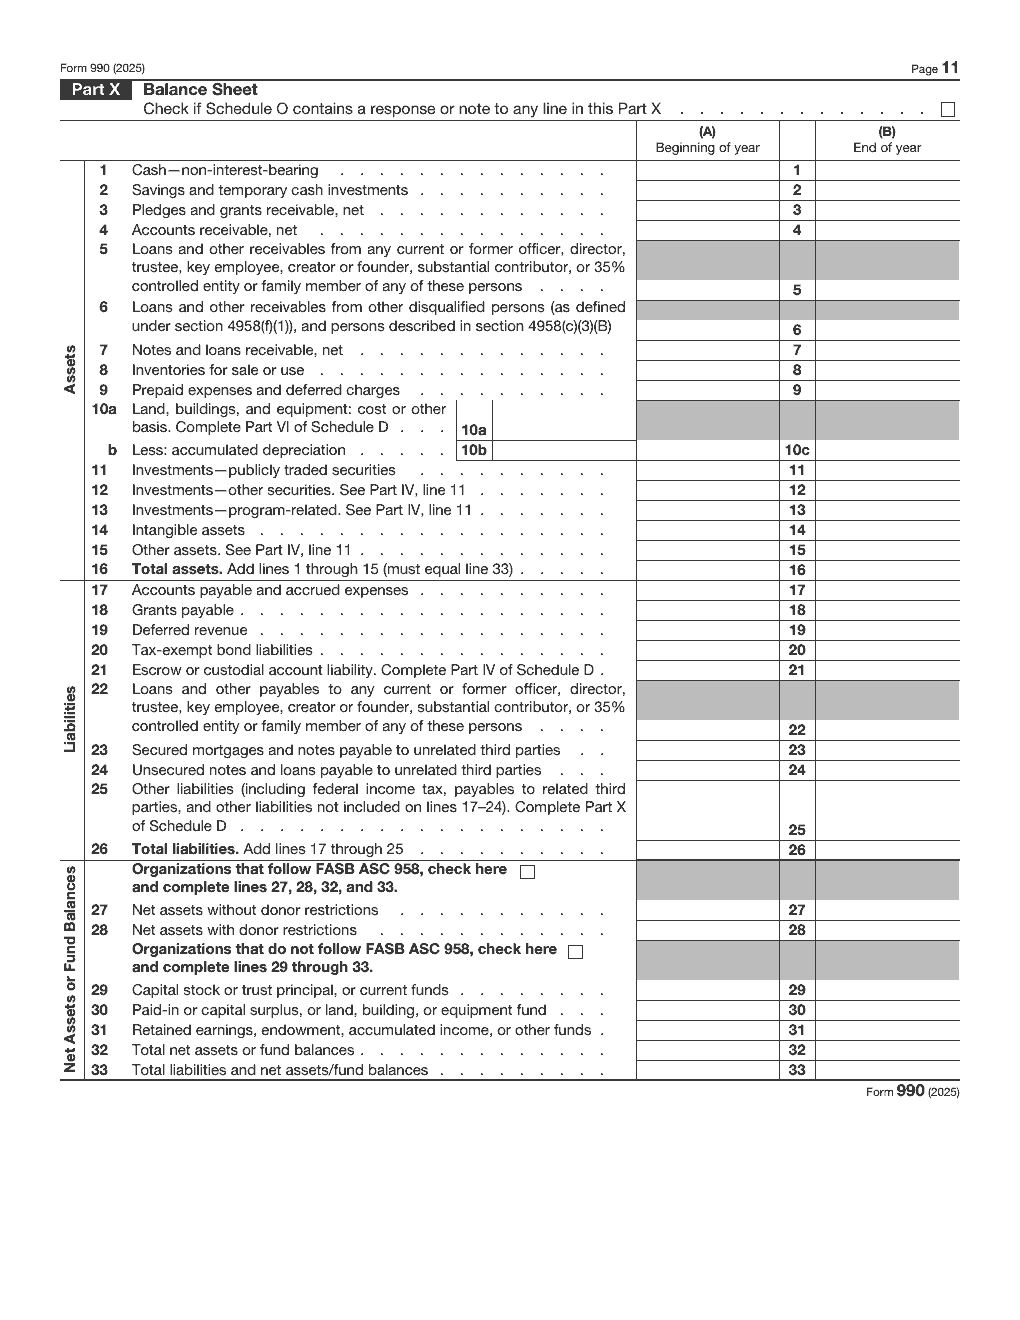 Form 990 (2025) Page 11
Part X Balance Sheet
Check if Schedule O contains a response or note to any line in this Part X . . . . . . . . . . . . .
(A) (B)
Beginning of year End of year
Assets
1 Cash—non-interest-bearing . . . . . . . . . . . . . . 1
2 Savings and temporary cash investments . . . . . . . . . . 2
3 Pledges and grants receivable, net . . . . . . . . . . . . 3
4 Accounts receivable, net . . . . . . . . . . . . . . . 4
5 Loans and other receivables from any current or former officer, director,
trustee, key employee, creator or founder, substantial contributor, or 35%
controlled entity or family member of any of these persons . . . . 5
6 Loans and other receivables from other disqualified persons (as defined
under section 4958(f)(1)), and persons described in section 4958(c)(3)(B) 6
7 Notes and loans receivable, net . . . . . . . . . . . . . 7
8 Inventories for sale or use . . . . . . . . . . . . . . . 8
9 Prepaid expenses and deferred charges . . . . . . . . . . 9
10a Land, buildings, and equipment: cost or other
basis. Complete Part VI of Schedule D . . . 10a
b Less: accumulated depreciation . . . . . 10b 10c
11 Investments—publicly traded securities . . . . . . . . . . 11
12 Investments—other securities. See Part IV, line 11 . . . . . . . 12
13 Investments—program-related. See Part IV, line 11 . . . . . . . 13
14 Intangible assets . . . . . . . . . . . . . . . . . . 14
15 Other assets. See Part IV, line 11 . . . . . . . . . . . . . 15
16 Total assets. Add lines 1 through 15 (must equal line 33) . . . . . 16
Liabilities
17 Accounts payable and accrued expenses . . . . . . . . . . 17
18 Grants payable . . . . . . . . . . . . . . . . . . . 18
19 Deferred revenue . . . . . . . . . . . . . . . . . . 19
20 Tax-exempt bond liabilities . . . . . . . . . . . . . . . 20
21 Escrow or custodial account liability. Complete Part IV of Schedule D . 21
22 Loans and other payables to any current or former officer, director,
trustee, key employee, creator or founder, substantial contributor, or 35%
controlled entity or family member of any of these persons . . . . 22
23 Secured mortgages and notes payable to unrelated third parties . . 23
24 Unsecured notes and loans payable to unrelated third parties . . . 24
25 Other liabilities (including federal income tax, payables to related third
parties, and other liabilities not included on lines 17–24). Complete Part X
of Schedule D . . . . . . . . . . . . . . . . . . . 25
26 Total liabilities. Add lines 17 through 25 . . . . . . . . . . 26
Net Assets or Fund Balances
Organizations that follow FASB ASC 958, check here
and complete lines 27, 28, 32, and 33.
27 Net assets without donor restrictions . . . . . . . . . . . 27
28 Net assets with donor restrictions . . . . . . . . . . . . 28
Organizations that do not follow FASB ASC 958, check here
and complete lines 29 through 33.
29 Capital stock or trust principal, or current funds . . . . . . . . 29
30 Paid-in or capital surplus, or land, building, or equipment fund . . . 30
31 Retained earnings, endowment, accumulated income, or other funds . 31
32 Total net assets or fund balances . . . . . . . . . . . . . 32
33 Total liabilities and net assets/fund balances . . . . . . . . . 33
Form 990 (2025)